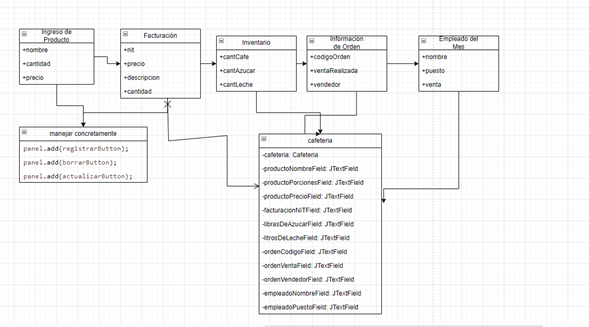 Ingreso de
Producto
+nombre
+cantidad
+precio
Facturación
+nit
+precio
+descripcion
+cantidad
Inventario
+cantCafe
+cantAzucar
+cantLeche
Informacion
de Orden
+codigoOrden
+ventaRealizada
+vendedor
Empleado del
Mes
+nombre
+puesto
+venta
manejar concretamente
panel.add(registrarButton);
panel.add(borrarButton);
panel.add(actualizarButton);
cafeteria
-cafeteria: Cafeteria
-productoNombreField: JTextField
-productoPorcionesField: JTextField
-productoPrecioField: JTextField
-facturacionNITField: JTextField
-librasDeAzucarField: JTextField
-litrosDeLecheField: JTextField
-ordenCodigoField: JTextField
-ordenVentaField: JTextField
-ordenVendedorField: JTextField
-empleadoNombreField: JTextField
-empleadoPuestoField: JTextField